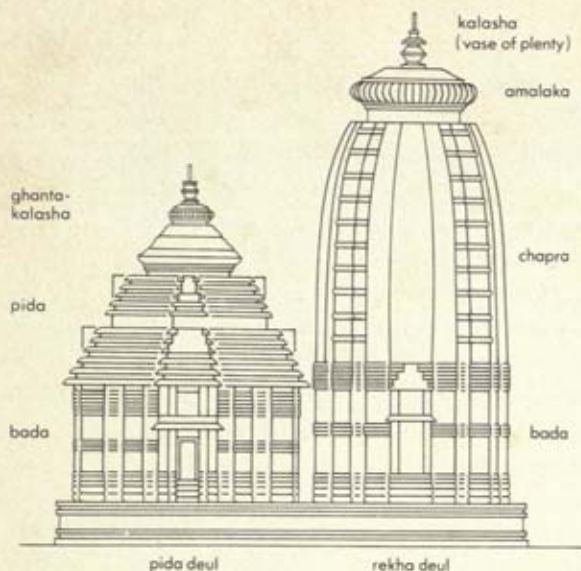 kalasha
(vase of plenty)
amalaka
ghanta-
kalasha
chapra
pida
bada
bada
pida deul
rekha deul